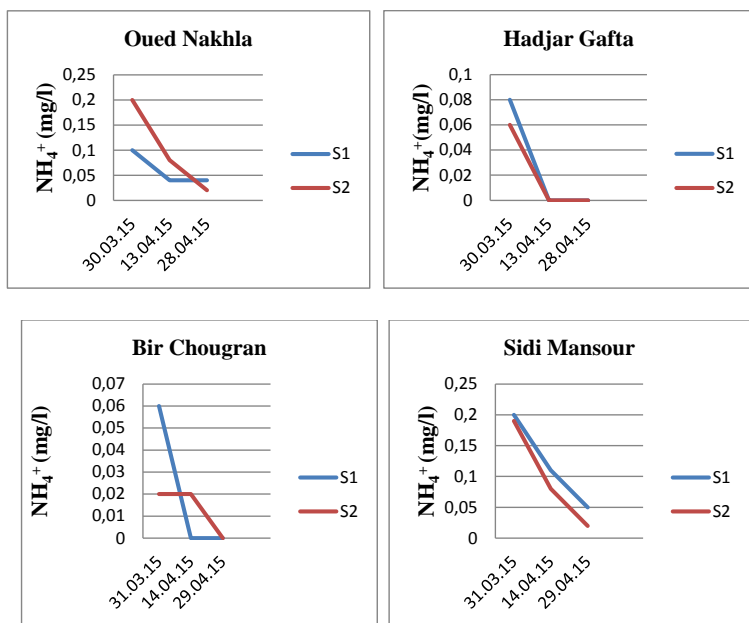 Oued Nakhla
NH₄⁺ (mg/l)
0,25
0,2
0,15
0,1
0,05
0
30.03.15
13.04.15
28.04.15
S1
S2
Hadjar Gafta
NH₄⁺(mg/l)
0,1
0,08
0,06
0,04
0,02
0
30.03.15
13.04.15
28.04.15
S1
S2
Bir Chougran
NH₄⁺ (mg/l)
0,07
0,06
0,05
0,04
0,03
0,02
0,01
0
31.03.15
14.04.15
29.04.15
S1
S2
Sidi Mansour
NH₄⁺ (mg/l)
0,25
0,2
0,15
0,1
0,05
0
31.03.15
14.04.15
29.04.15
S1
S2